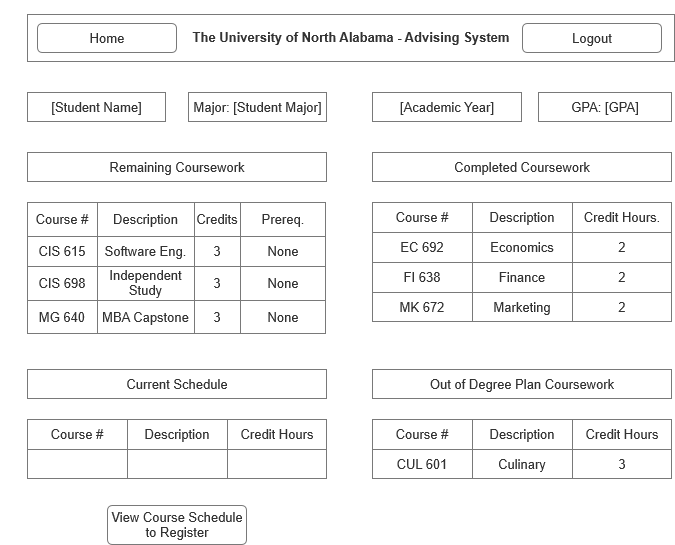 Home
The University of North Alabama - Advising System
Logout
[Student Name]
Major: [Student Major]
[Academic Year]
GPA: [GPA]
Remaining Coursework
Course # Description Credits Prereq.
CIS 615 Software Eng. 3 None
CIS 698 Independent Study 3 None
MG 640 MBA Capstone 3 None
Completed Coursework
Course # Description Credit Hours.
EC 692 Economics 2
FI 638 Finance 2
MK 672 Marketing 2
Current Schedule
Course # Description Credit Hours
Out of Degree Plan Coursework
Course # Description Credit Hours
CUL 601 Culinary 3
View Course Schedule
to Register